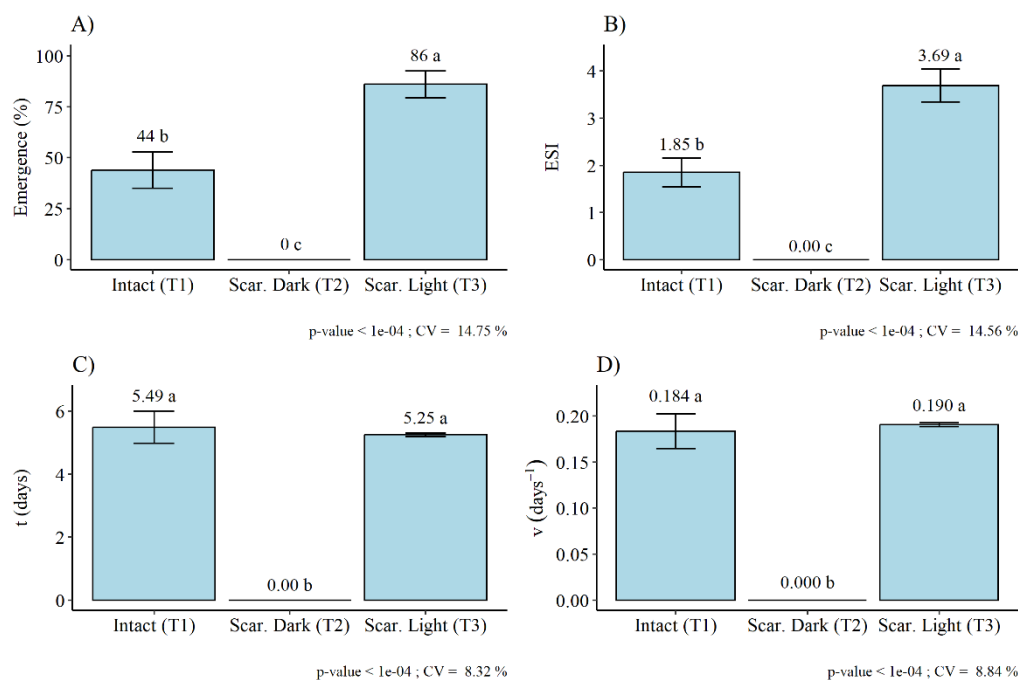 A)
Emergence (%)
100
75
50
25
0
44 b
0 c
86 a
Intact (T1) Scar. Dark (T2) Scar. Light (T3)
p-value < 1e-04 ; CV = 14.75 %
B)
ESI
4
3
2
1
0
1.85 b
0.00 c
3.69 a
Intact (T1) Scar. Dark (T2) Scar. Light (T3)
p-value < 1e-04 ; CV = 14.56 %
C)
t (days)
6
4
2
0
5.49 a
0.00 b
5.25 a
Intact (T1) Scar. Dark (T2) Scar. Light (T3)
p-value < 1e-04 ; CV = 8.32 %
D)
v (days⁻¹)
0.20
0.15
0.10
0.05
0.00
0.184 a
0.000 b
0.190 a
Intact (T1) Scar. Dark (T2) Scar. Light (T3)
p-value < 1e-04 ; CV = 8.84 %